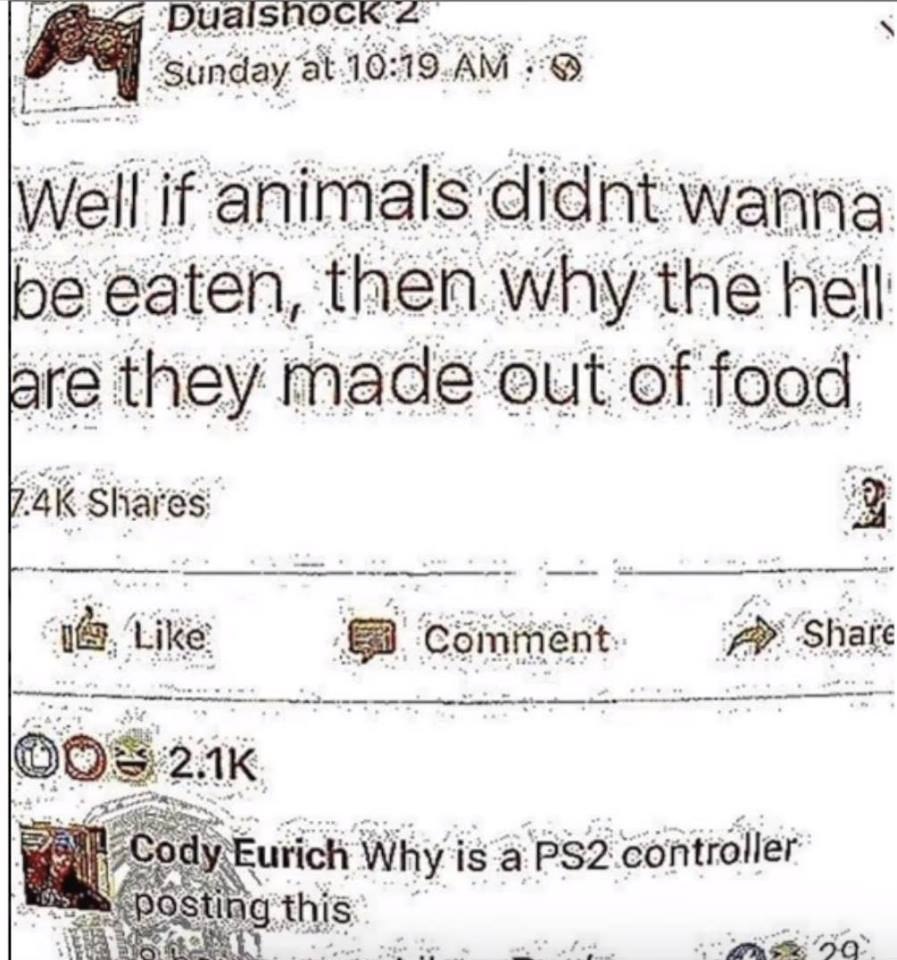 Dualshock 2
Sunday at 10:19 AM ·
Well if animals didnt wanna
be eaten, then why the hell
are they made out of food
7.4K Shares
Like Comment Share
2.1K
Cody Eurich Why is a PS2 controller
posting this
29